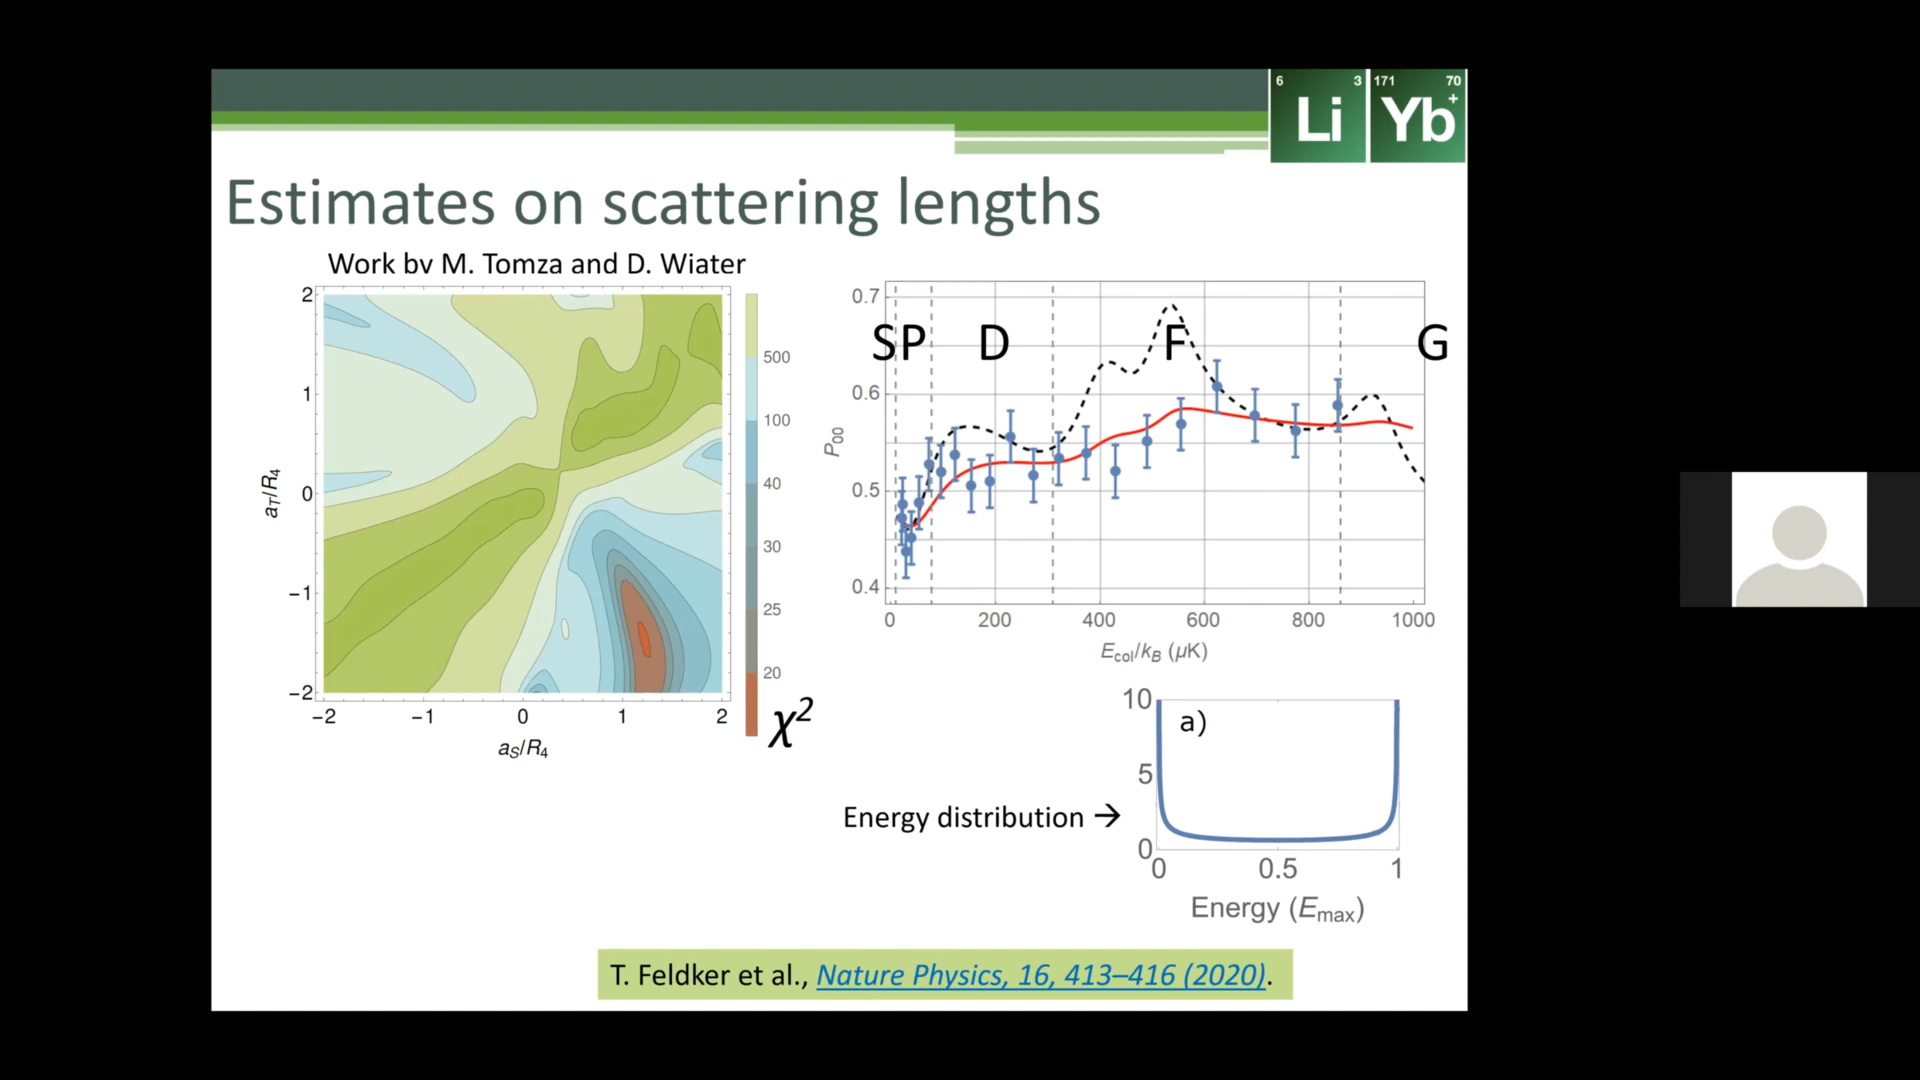 6 3 171 70
Li Yb+
Estimates on scattering lengths
Work by M. Tomza and D. Wiater
2
1
0
−1
−2
aT/R4
−2 −1 0 1 2
aS/R4
500
100
40
30
25
20
χ2
0.7
0.6
0.5
0.4
P00
S P D F G
0 200 400 600 800 1000
Ecol/kB (μK)
Energy distribution →
10
5
0
a)
0 0.5 1
Energy (Emax)
T. Feldker et al., Nature Physics, 16, 413–416 (2020).